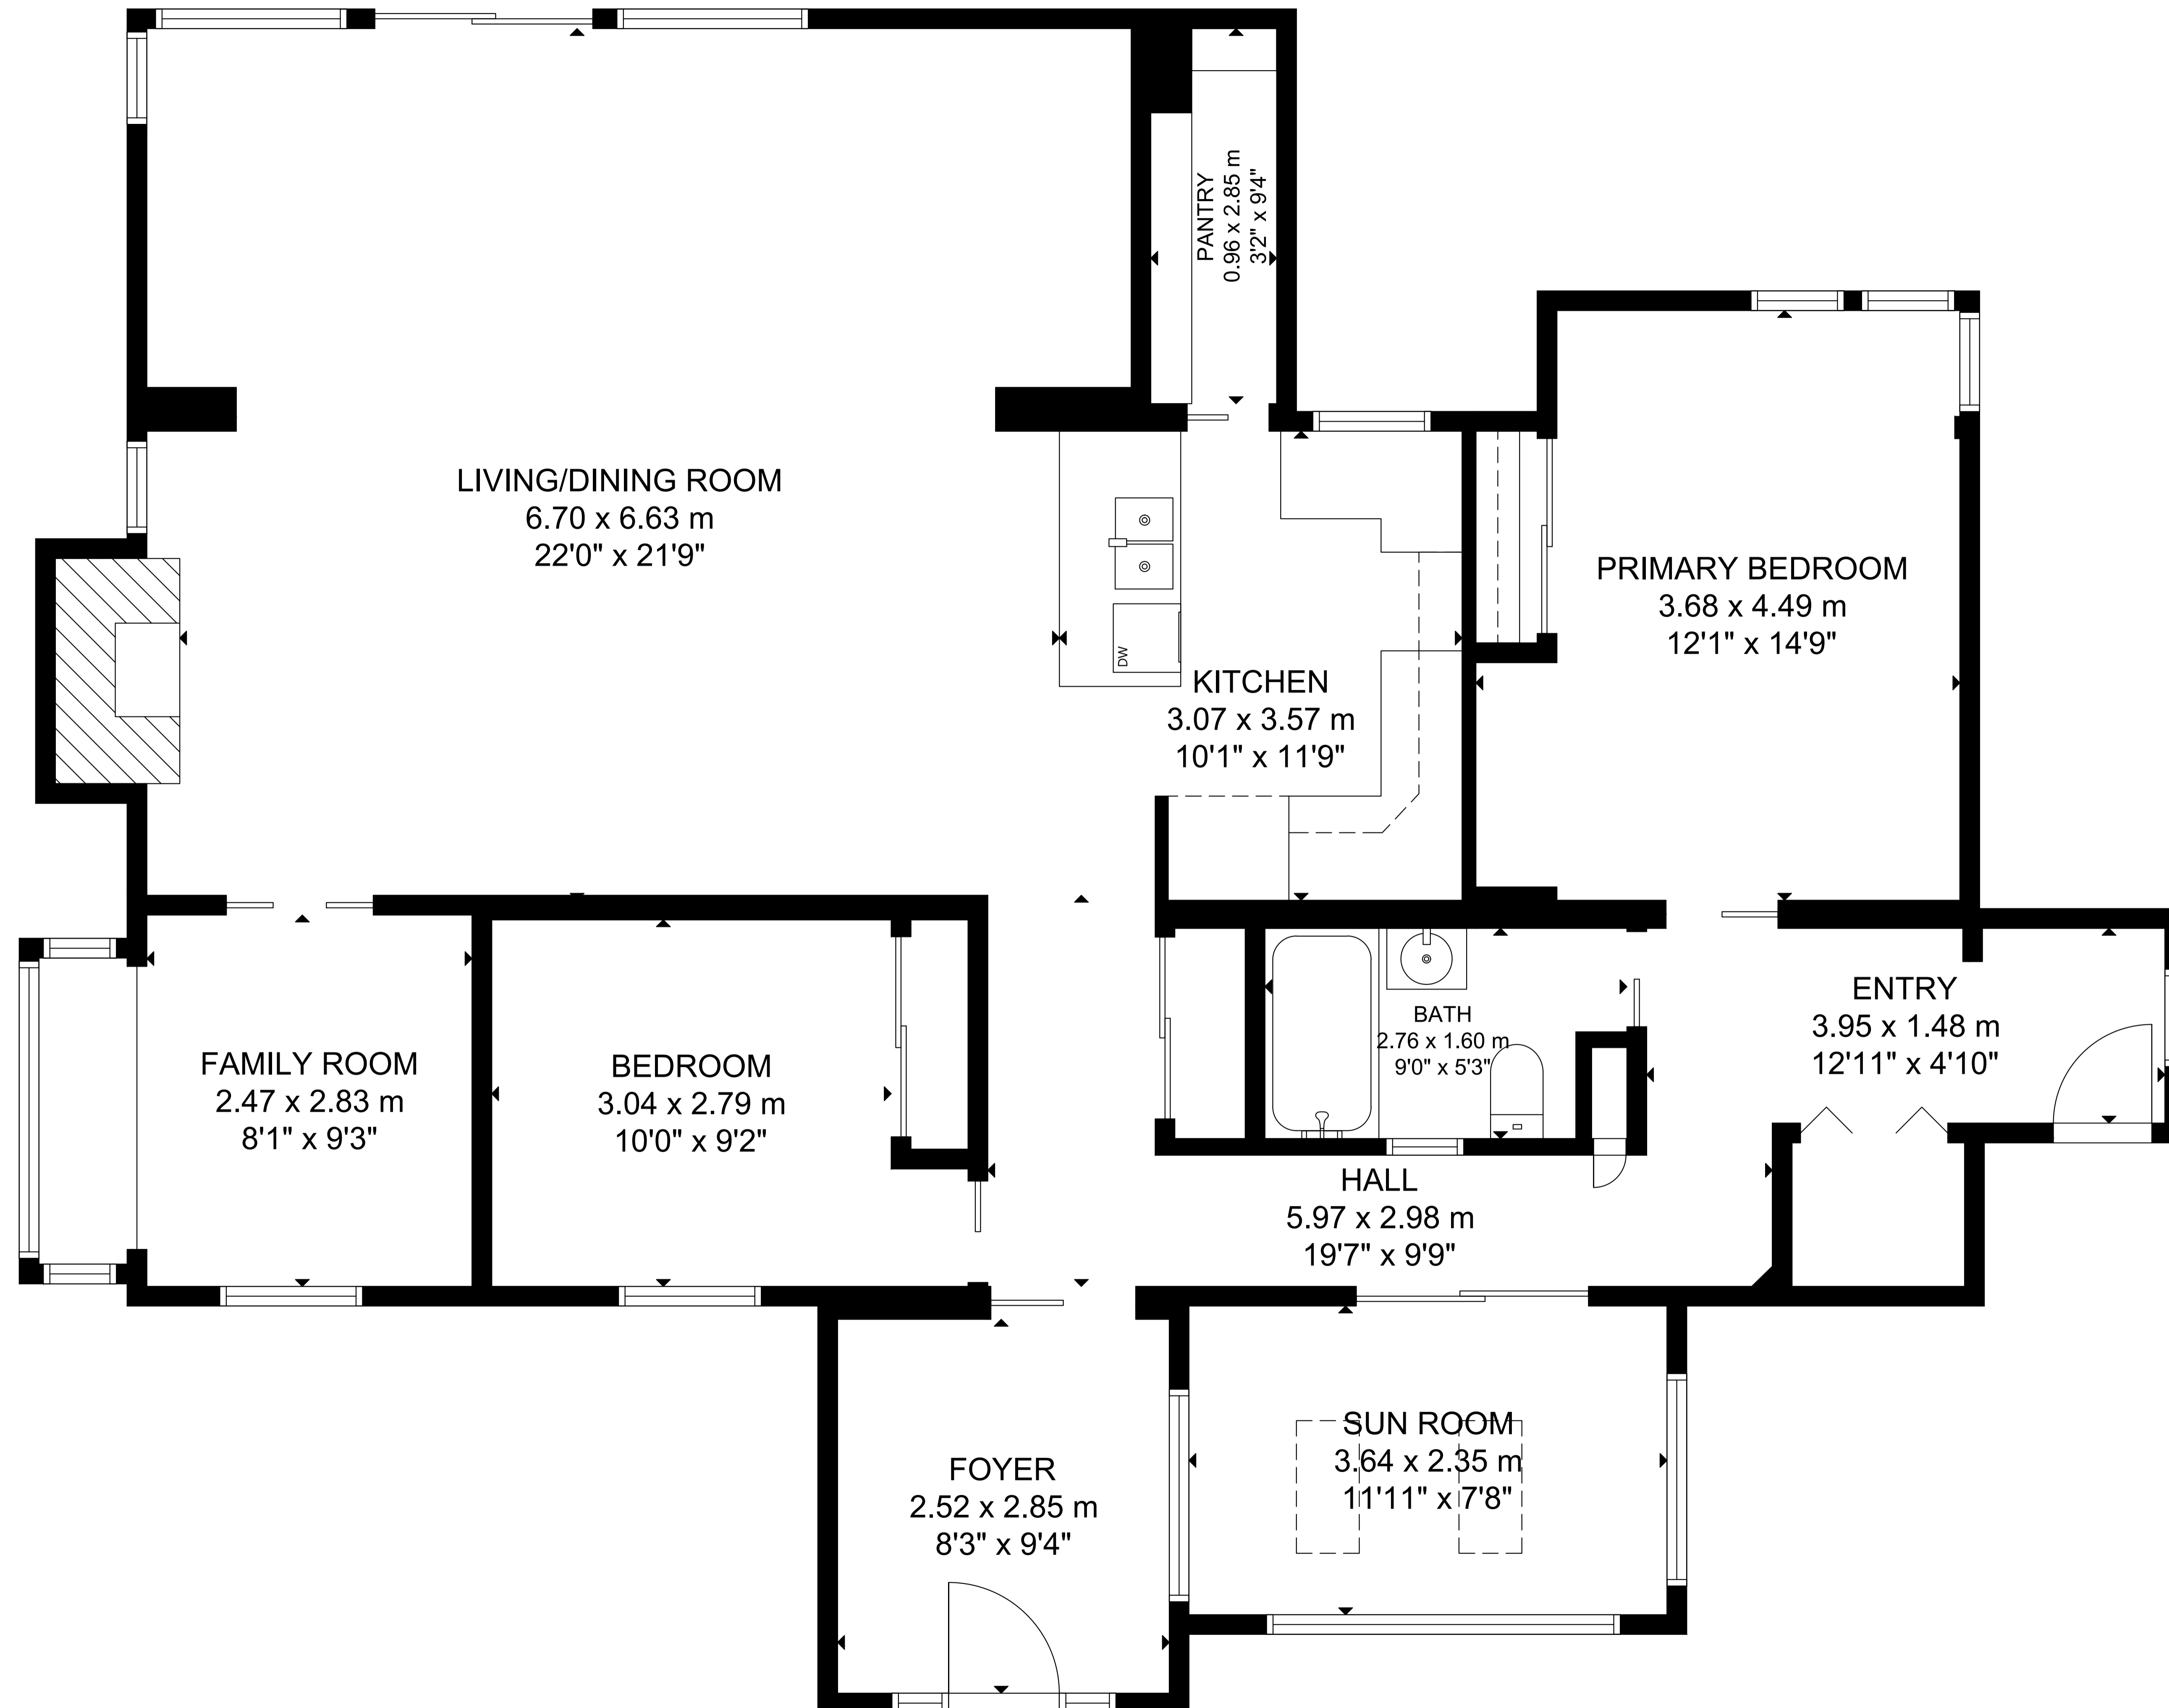 PANTRY
0.96 x 2.85 m
3'2" x 9'4"
LIVING/DINING ROOM
6.70 x 6.63 m
22'0" x 21'9"
PRIMARY BEDROOM
3.68 x 4.49 m
12'1" x 14'9"
DW
KITCHEN
3.07 x 3.57 m
10'1" x 11'9"
ENTRY
3.95 x 1.48 m
12'11" x 4'10"
BATH
2.76 x 1.60 m
9'0" x 5'3"
FAMILY ROOM
2.47 x 2.83 m
8'1" x 9'3"
BEDROOM
3.04 x 2.79 m
10'0" x 9'2"
HALL
5.97 x 2.98 m
19'7" x 9'9"
SUN ROOM
3.64 x 2.35 m
11'11" x 7'8"
FOYER
2.52 x 2.85 m
8'3" x 9'4"